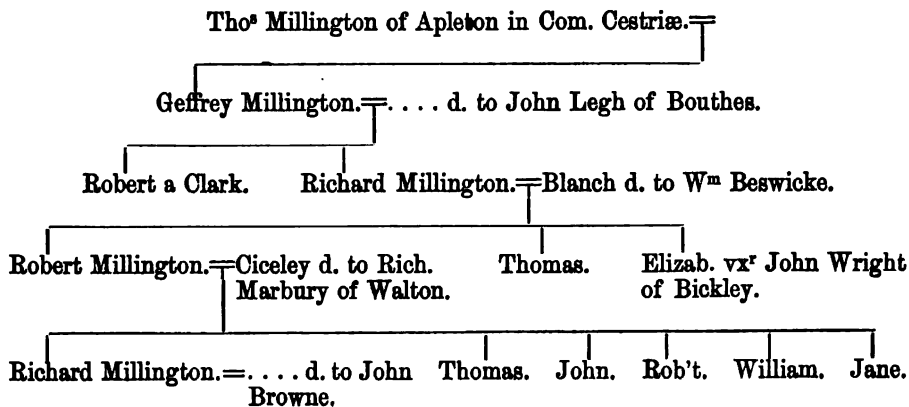 Thoˢ Millington of Apleton in Com. Cestriæ.=
Geffrey Millington.=. . . . d. to John Legh of Bouthes.
Robert a Clark. Richard Millington.=Blanch d. to Wᵐ Beswicke.
Robert Millington.=Ciceley d. to Rich. Thomas. Elizab. vxʳ John Wright
Marbury of Walton. of Bickley.
Richard Millington.=. . . . d. to John Thomas. John. Rob't. William. Jane.
Browne.